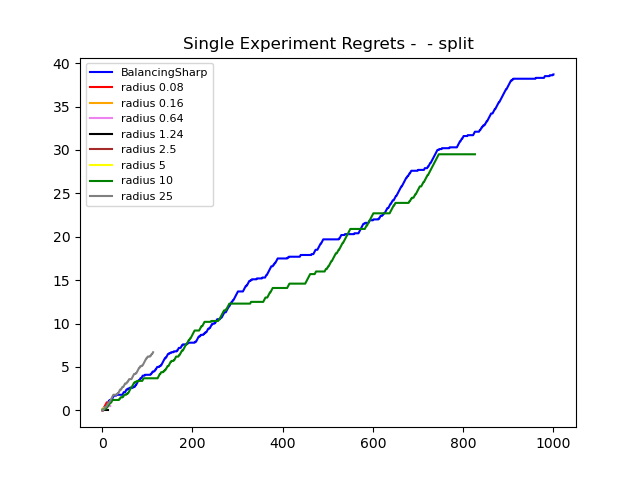 Single Experiment Regrets -  - split
40
35
30
25
20
15
10
5
0
BalancingSharp
radius 0.08
radius 0.16
radius 0.64
radius 1.24
radius 2.5
radius 5
radius 10
radius 25
0 200 400 600 800 1000